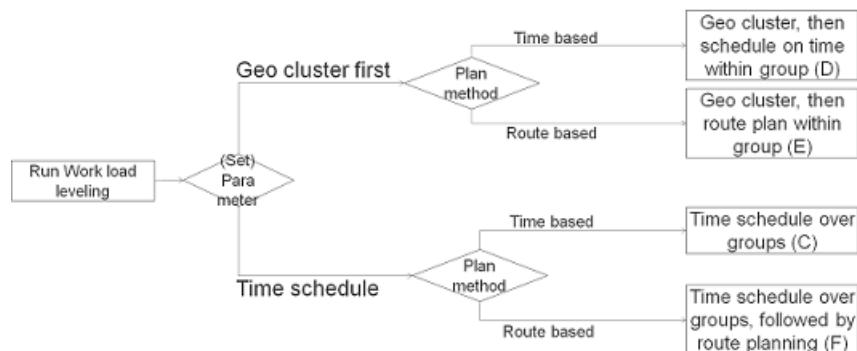 Time based
Geo cluster, then
schedule on time
within group (D)
Geo cluster first
Plan
method
Geo cluster, then
route plan within
group (E)
Route based
Run Work load
leveling
(Set)
Para
meter
Time based
Time schedule over
groups (C)
Time schedule
Plan
method
Time schedule over
groups, followed by
route planning (F)
Route based